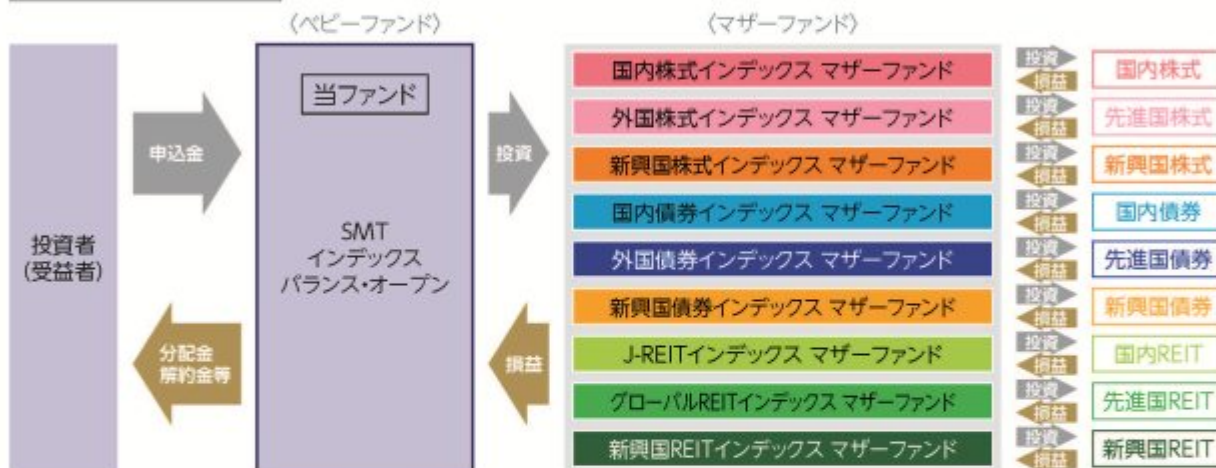 〈ベビーファンド〉
〈マザーファンド〉
投資者
(受益者)
申込金
分配金
解約金等
当ファンド
SMT
インデックス
バランス・オープン
投資
損益
国内株式インデックス マザーファンド
投資
損益
国内株式
外国株式インデックス マザーファンド
投資
損益
先進国株式
新興国株式インデックス マザーファンド
投資
損益
新興国株式
国内債券インデックス マザーファンド
投資
損益
国内債券
外国債券インデックス マザーファンド
投資
損益
先進国債券
新興国債券インデックス マザーファンド
投資
損益
新興国債券
J-REITインデックス マザーファンド
投資
損益
国内REIT
グローバルREITインデックス マザーファンド
投資
損益
先進国REIT
新興国REITインデックス マザーファンド
投資
損益
新興国REIT